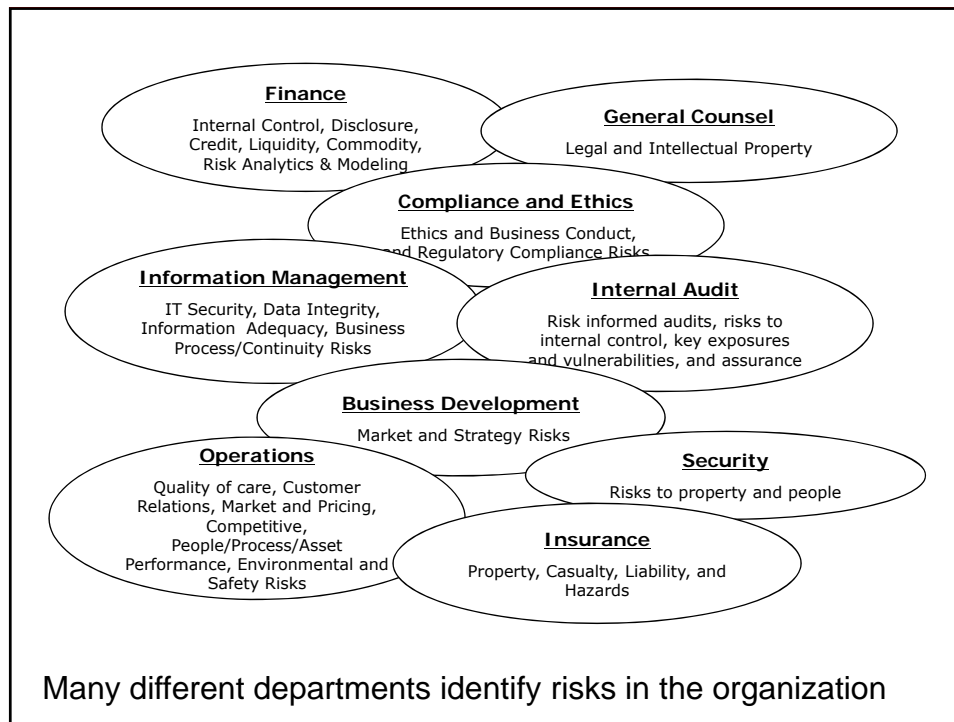 Finance
Internal Control, Disclosure,
Credit, Liquidity, Commodity,
Risk Analytics & Modeling
General Counsel
Legal and Intellectual Property
Compliance and Ethics
Ethics and Business Conduct,
and Regulatory Compliance Risks
Information Management
IT Security, Data Integrity,
Information Adequacy, Business
Process/Continuity Risks
Internal Audit
Risk informed audits, risks to
internal control, key exposures
and vulnerabilities, and assurance
Business Development
Market and Strategy Risks
Operations
Quality of care, Customer
Relations, Market and Pricing,
Competitive,
People/Process/Asset
Performance, Environmental and
Safety Risks
Security
Risks to property and people
Insurance
Property, Casualty, Liability, and
Hazards
Many different departments identify risks in the organization